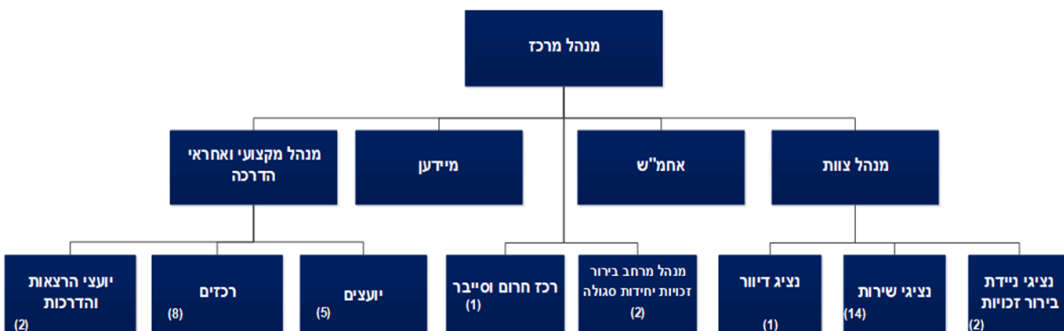 מנהל מרכז
מנהל צוות
אחמ"ש
מיידען
מנהל מקצועי ואחראי
הדרכה
נציגי ניידת
בירור זכויות
(2)
נציגי שירות
(14)
נציג דיוור
(1)
מנהל מרחב בירור
זכויות יחידות סגולה
(2)
רכז חרום וסייבר
(1)
יועצים
(5)
רכזים
(8)
יועצי הרצאות
והדרכות
(2)